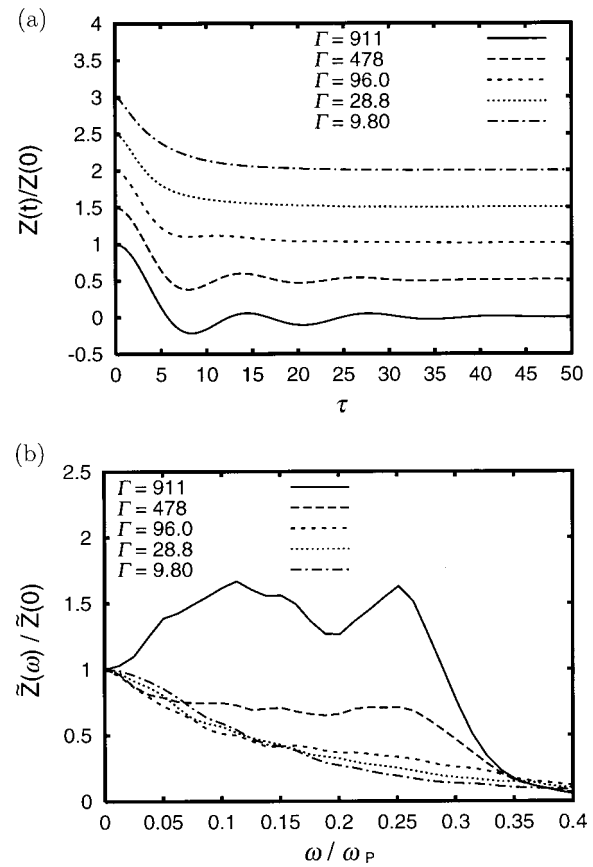 (a)
Γ = 911
Γ = 478
Γ = 96.0
Γ = 28.8
Γ = 9.80
4
3.5
3
2.5
2
1.5
1
0.5
0
-0.5
Z(t)/Z(0)
0 5 10 15 20 25 30 35 40 45 50
τ
(b)
Γ = 911
Γ = 478
Γ = 96.0
Γ = 28.8
Γ = 9.80
2.5
2
1.5
1
0.5
0
Z̃(ω) / Z̃(0)
0 0.05 0.1 0.15 0.2 0.25 0.3 0.35 0.4
ω / ωP